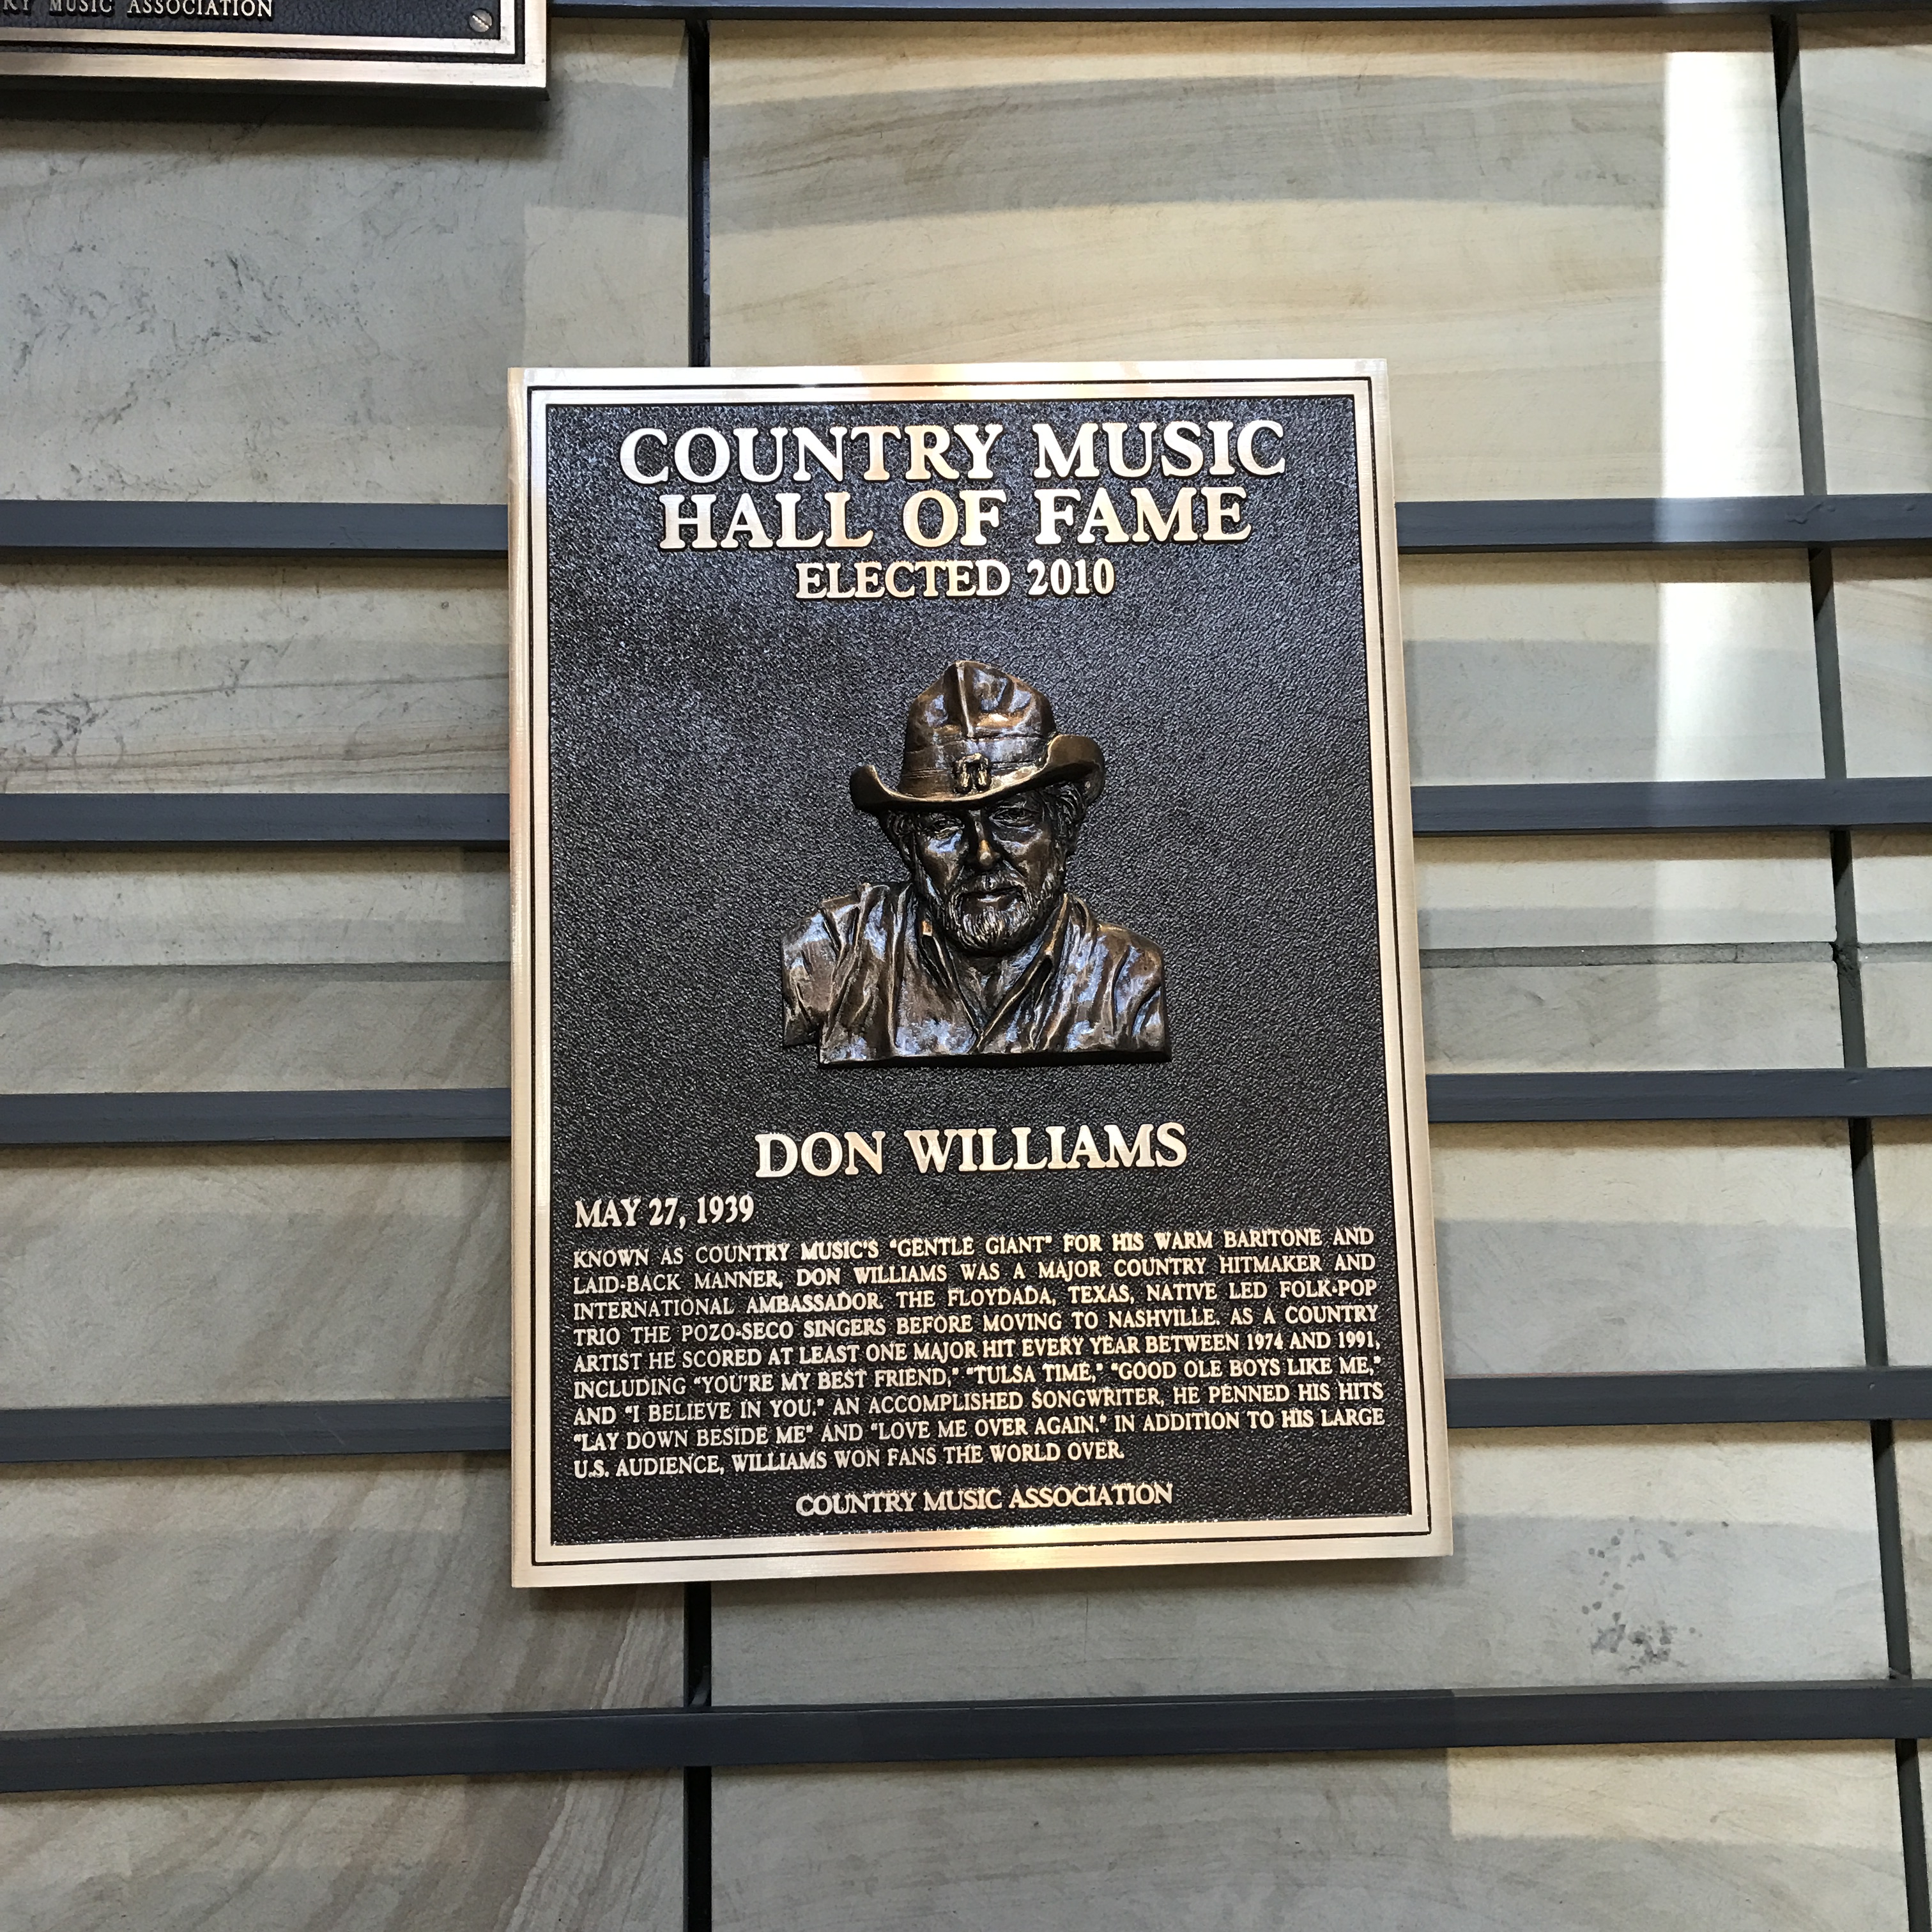 RY MUSIC ASSOCIATION
COUNTRY MUSIC
HALL OF FAME
ELECTED 2010
DON WILLIAMS
MAY 27, 1939
KNOWN AS COUNTRY MUSIC'S "GENTLE GIANT" FOR HIS WARM BARITONE AND
LAID-BACK MANNER, DON WILLIAMS WAS A MAJOR COUNTRY HITMAKER AND
INTERNATIONAL AMBASSADOR. THE FLOYDADA, TEXAS, NATIVE LED FOLK-POP
TRIO THE POZO-SECO SINGERS BEFORE MOVING TO NASHVILLE. AS A COUNTRY
ARTIST HE SCORED AT LEAST ONE MAJOR HIT EVERY YEAR BETWEEN 1974 AND 1991,
INCLUDING "YOU'RE MY BEST FRIEND," "TULSA TIME," "GOOD OLE BOYS LIKE ME,"
AND "I BELIEVE IN YOU." AN ACCOMPLISHED SONGWRITER, HE PENNED HIS HITS
"LAY DOWN BESIDE ME" AND "LOVE ME OVER AGAIN." IN ADDITION TO HIS LARGE
U.S. AUDIENCE, WILLIAMS WON FANS THE WORLD OVER.
COUNTRY MUSIC ASSOCIATION